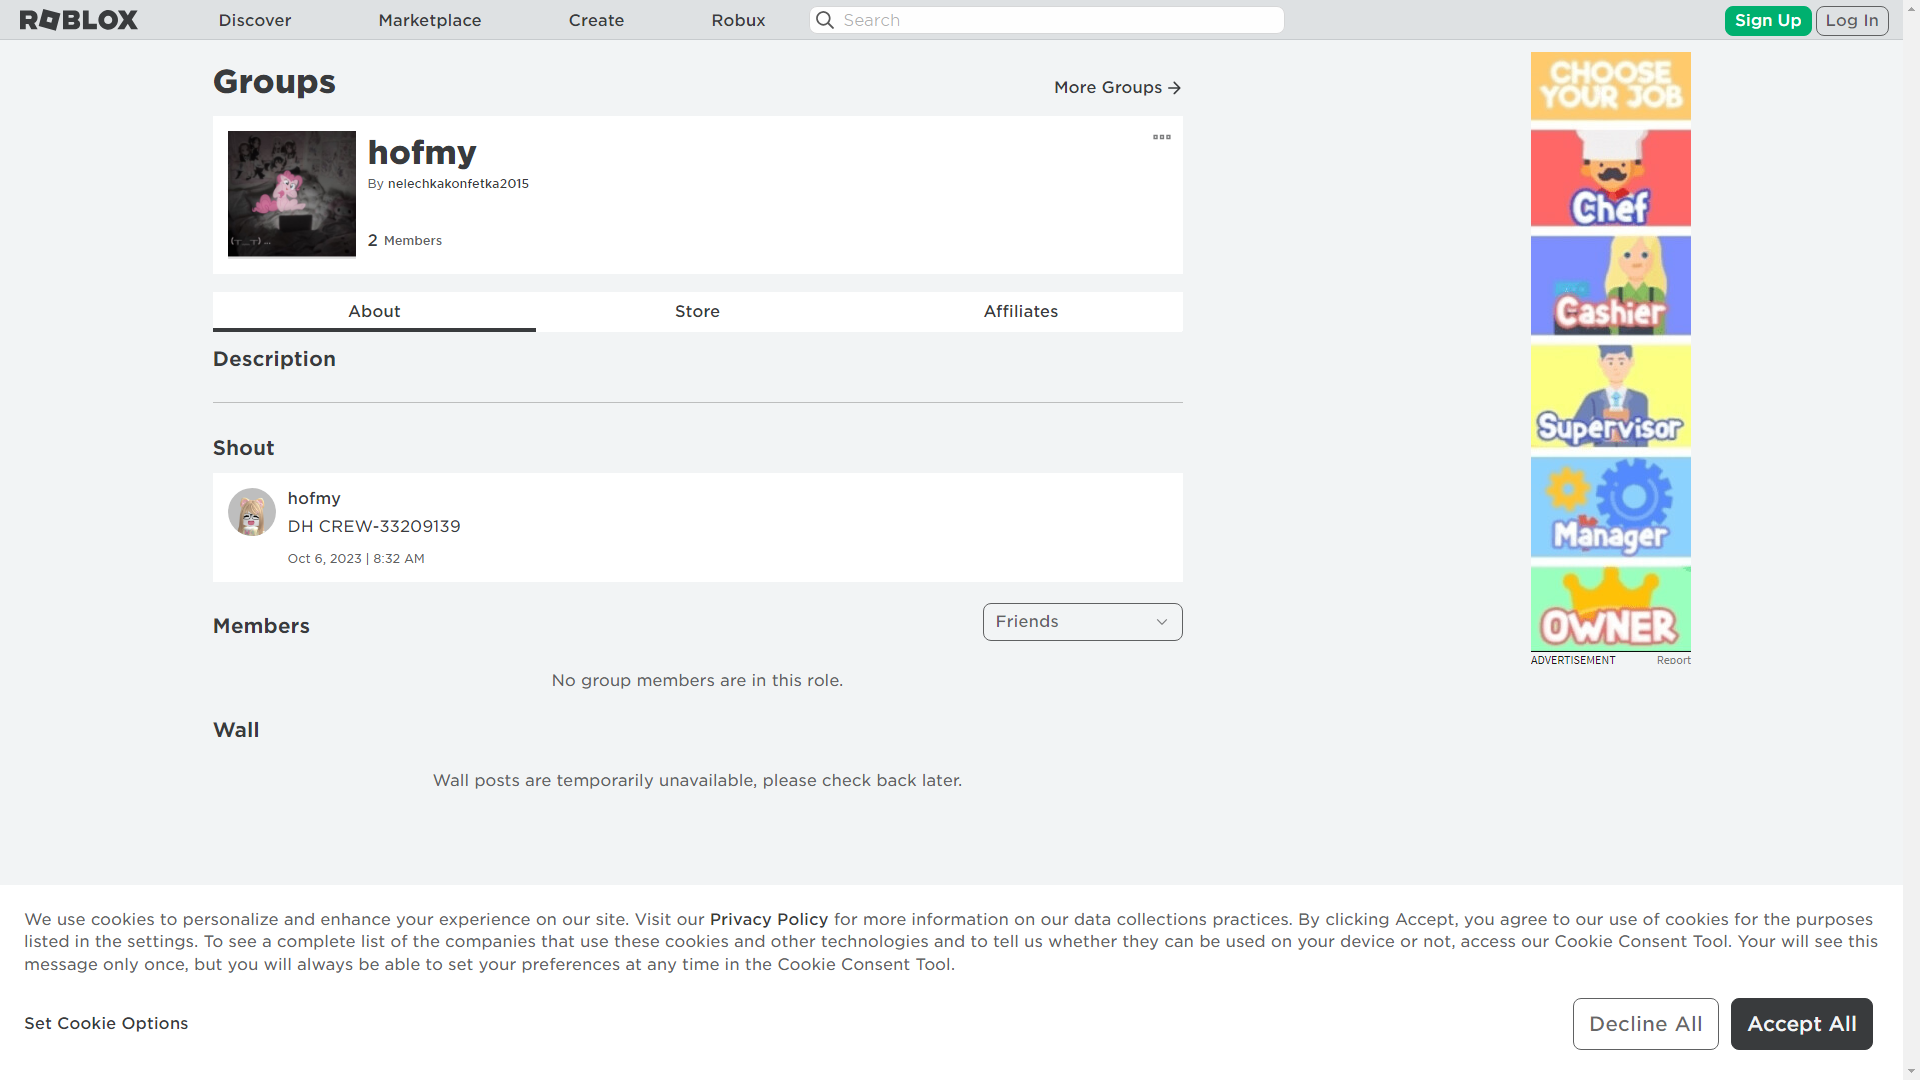 ROBLOX
Discover
Marketplace
Create
Robux
Search
Sign Up
Log In
Groups
More Groups
hofmy
By nelechkakonfetka2015
2 Members
(т__т) ...
About
Store
Affiliates
Description
Shout
hofmy
DH CREW-33209139
Oct 6, 2023 | 8:32 AM
Members
Friends
No group members are in this role.
Wall
Wall posts are temporarily unavailable, please check back later.
CHOOSE
YOUR JOB
Chef
Cashier
Supervisor
Manager
OWNER
ADVERTISEMENT
Report
We use cookies to personalize and enhance your experience on our site. Visit our Privacy Policy for more information on our data collections practices. By clicking Accept, you agree to our use of cookies for the purposes
listed in the settings. To see a complete list of the companies that use these cookies and other technologies and to tell us whether they can be used on your device or not, access our Cookie Consent Tool. Your will see this
message only once, but you will always be able to set your preferences at any time in the Cookie Consent Tool.
Set Cookie Options
Decline All
Accept All